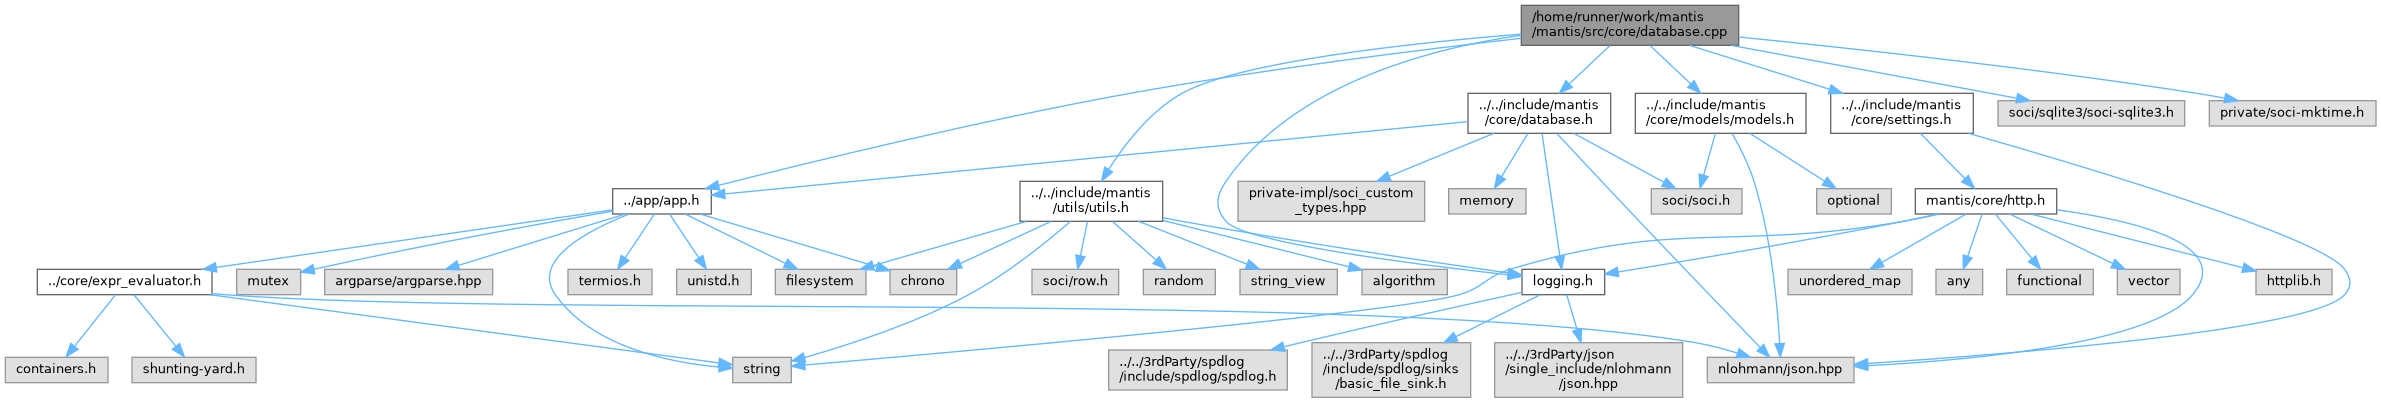 /home/runner/work/mantis
/mantis/src/core/database.cpp
../../include/mantis
/core/database.h
../../include/mantis
/core/models/models.h
../../include/mantis
/core/settings.h
soci/sqlite3/soci-sqlite3.h
private/soci-mktime.h
../app/app.h
../../include/mantis
/utils/utils.h
private-impl/soci_custom
_types.hpp
memory
soci/soci.h
optional
mantis/core/http.h
../core/expr_evaluator.h
mutex
argparse/argparse.hpp
termios.h
unistd.h
filesystem
chrono
soci/row.h
random
string_view
algorithm
logging.h
unordered_map
any
functional
vector
httplib.h
containers.h
shunting-yard.h
string
../../3rdParty/spdlog
/include/spdlog/spdlog.h
../../3rdParty/spdlog
/include/spdlog/sinks
/basic_file_sink.h
../../3rdParty/json
/single_include/nlohmann
/json.hpp
nlohmann/json.hpp